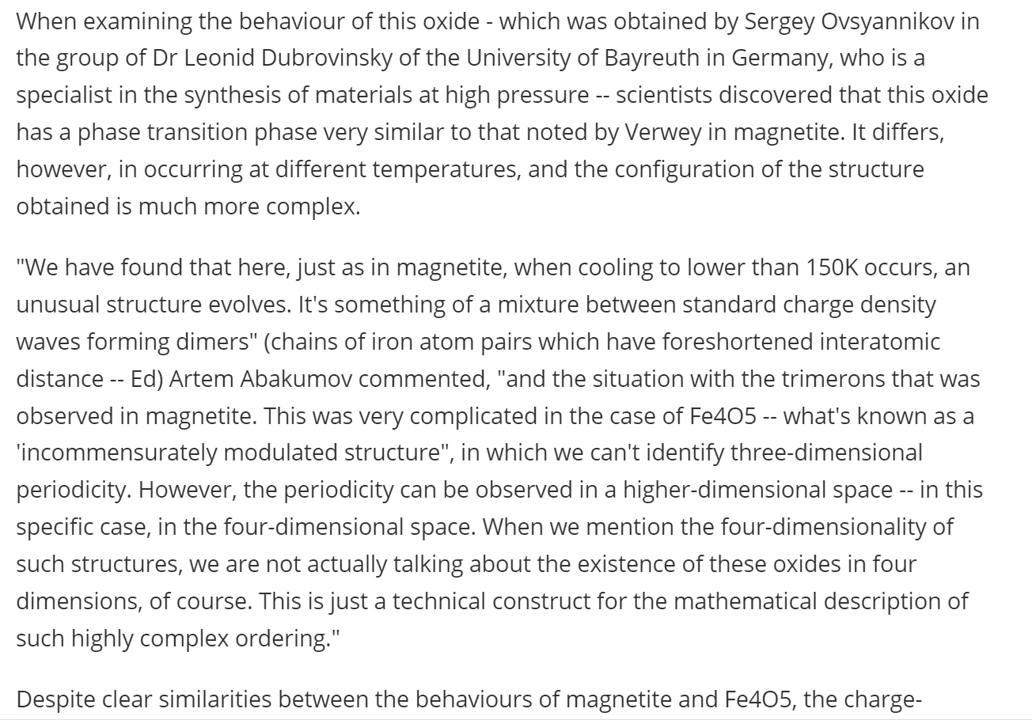 When examining the behaviour of this oxide - which was obtained by Sergey Ovsyannikov in
the group of Dr Leonid Dubrovinsky of the University of Bayreuth in Germany, who is a
specialist in the synthesis of materials at high pressure -- scientists discovered that this oxide
has a phase transition phase very similar to that noted by Verwey in magnetite. It differs,
however, in occurring at different temperatures, and the configuration of the structure
obtained is much more complex.
"We have found that here, just as in magnetite, when cooling to lower than 150K occurs, an
unusual structure evolves. It's something of a mixture between standard charge density
waves forming dimers" (chains of iron atom pairs which have foreshortened interatomic
distance -- Ed) Artem Abakumov commented, "and the situation with the trimerons that was
observed in magnetite. This was very complicated in the case of Fe4O5 -- what's known as a
'incommensurately modulated structure", in which we can't identify three-dimensional
periodicity. However, the periodicity can be observed in a higher-dimensional space -- in this
specific case, in the four-dimensional space. When we mention the four-dimensionality of
such structures, we are not actually talking about the existence of these oxides in four
dimensions, of course. This is just a technical construct for the mathematical description of
such highly complex ordering."
Despite clear similarities between the behaviours of magnetite and Fe4O5, the charge-